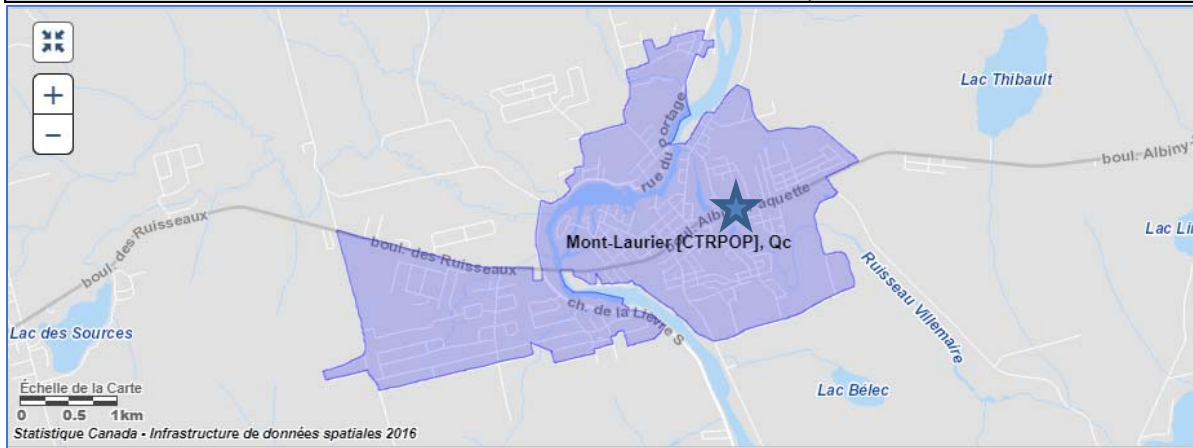 +
−
Lac Thibault
rue du Portage
boul. Albiny-
boul. Albiny-Paquette
Mont-Laurier [CTRPOP], Qc
boul. des Ruisseaux
boul. des Ruisseaux
Lac
Ruisseau Villemaire
ch. de la Lièvre S
Lac des Sources
Lac Bélec
Échelle de la Carte
0 0.5 1km
Statistique Canada - Infrastructure de données spatiales 2016